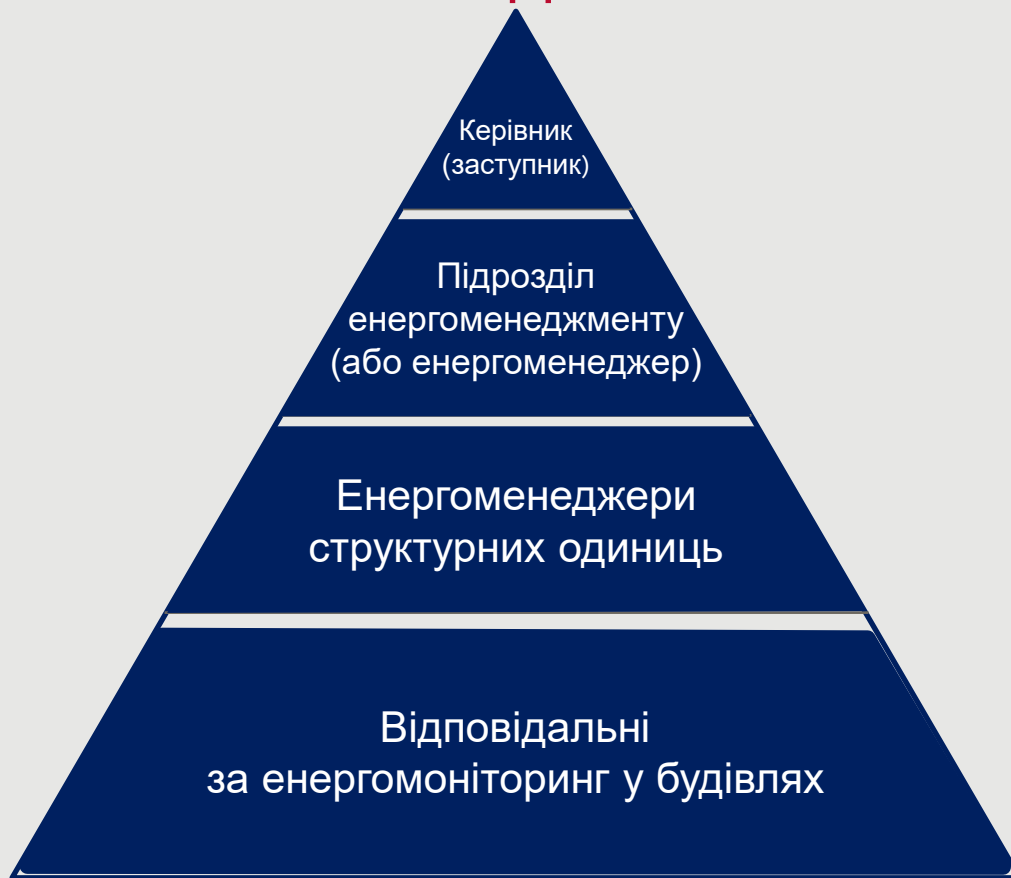 Керівник
(заступник)
Підрозділ
енергоменеджменту
(або енергоменеджер)
Енергоменеджери
структурних одиниць
Відповідальні
за енергомоніторинг у будівлях